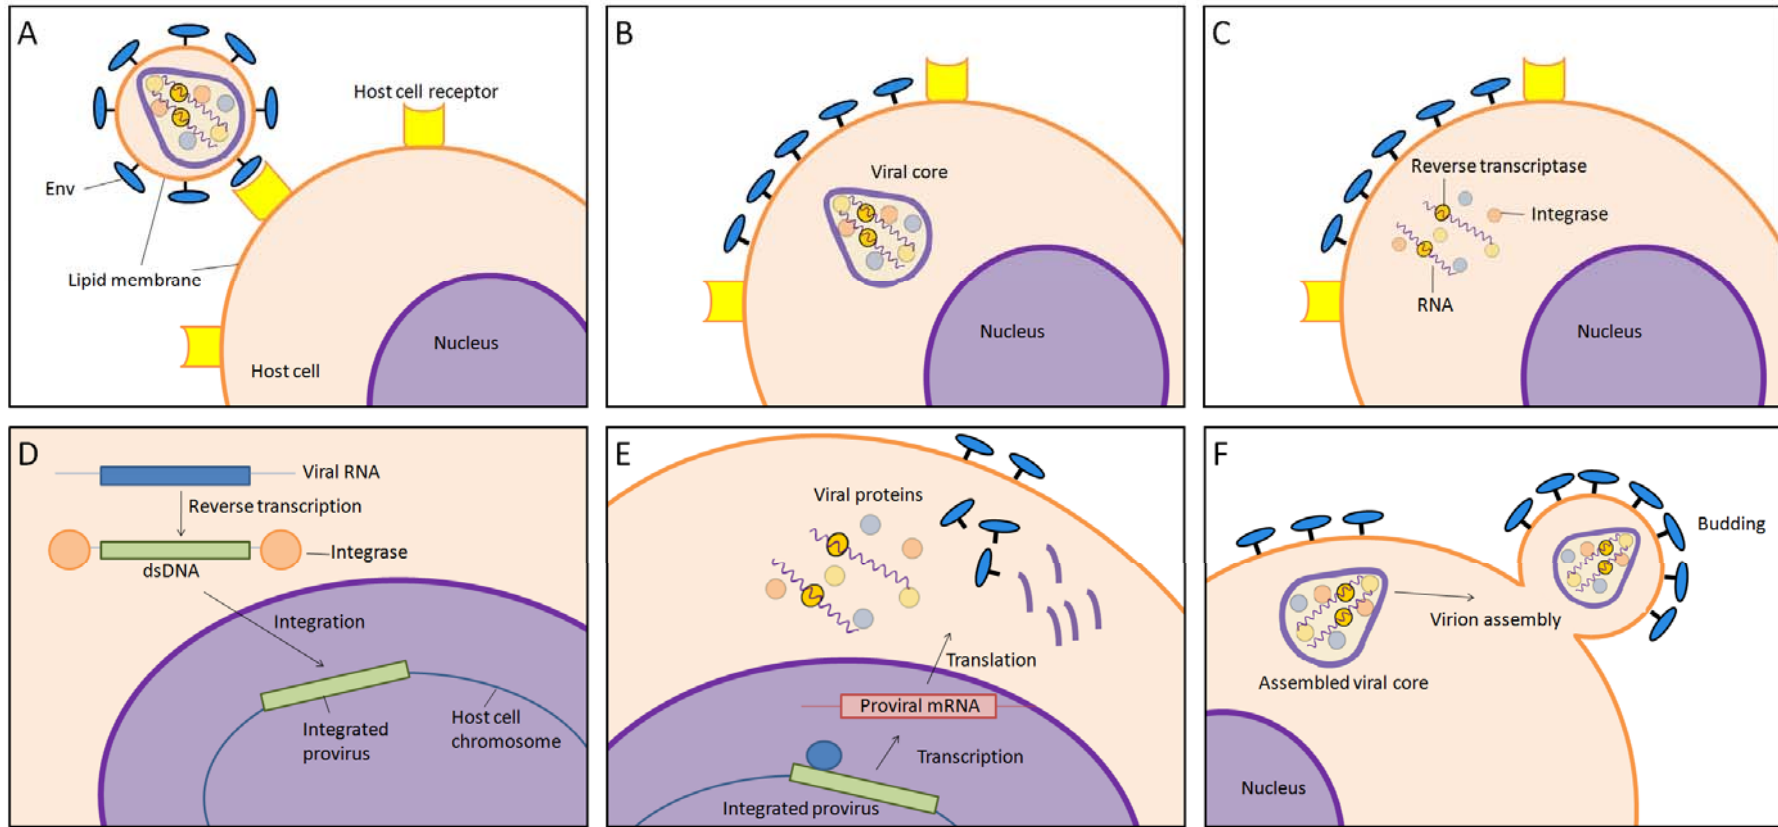 A
Host cell receptor
Env
Lipid membrane
Nucleus
Host cell
B
Viral core
Nucleus
C
Reverse transcriptase
Integrase
RNA
Nucleus
D
Viral RNA
Reverse transcription
Integrase
dsDNA
Integration
Integrated
provirus
Host cell
chromosome
E
Viral proteins
Translation
Proviral mRNA
Transcription
Integrated provirus
F
Budding
Virion assembly
Assembled viral core
Nucleus